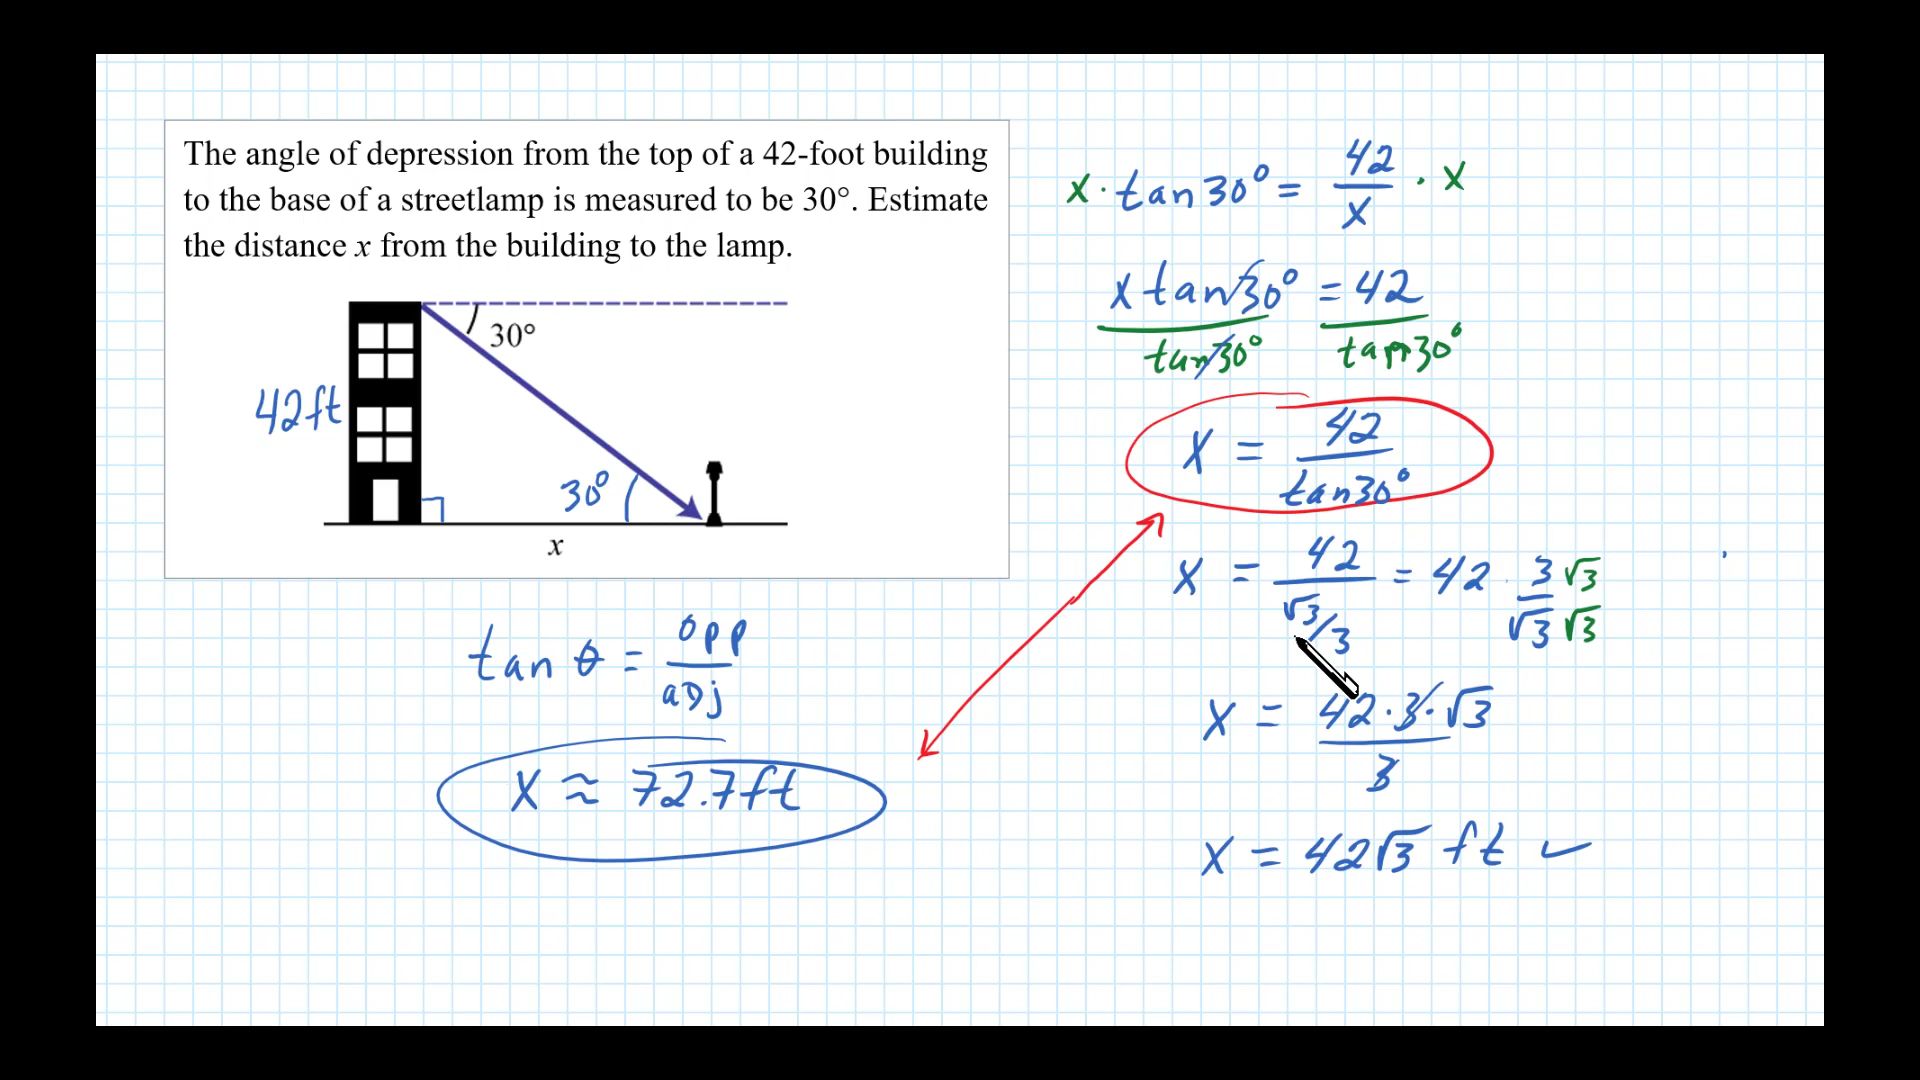 The angle of depression from the top of a 42-foot building
to the base of a streetlamp is measured to be 30°. Estimate
the distance x from the building to the lamp.
30°
42ft
30°
x
tan θ = opp/adj
x ≈ 72.7ft
x · tan 30° = 42/x · x
x tan 30° = 42
tan 30° tan 30°
x = 42/tan 30°
x = 42/(√3/3) = 42 · 3√3/√3√3
x = 42·3·√3/3
x = 42√3 ft ✓